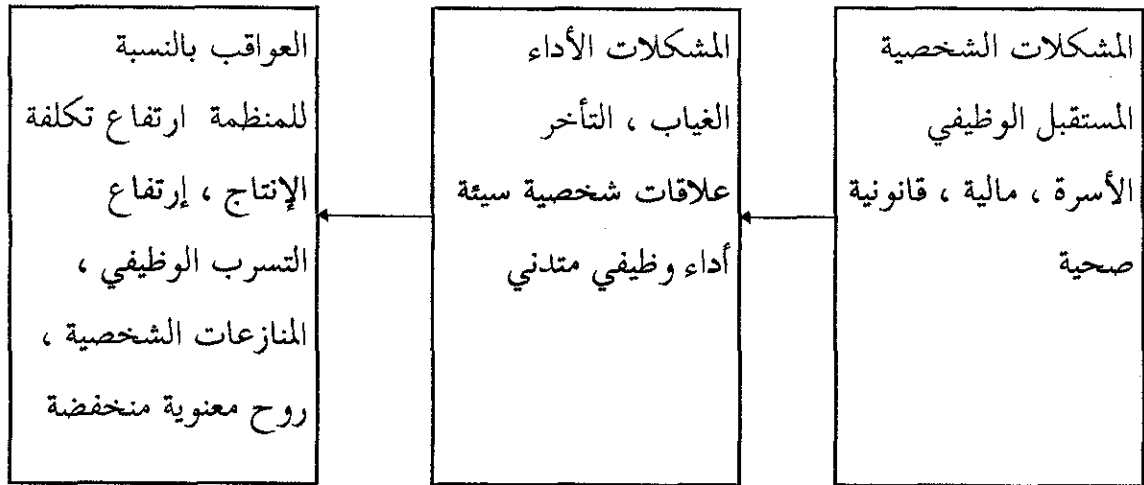 المشكلات الشخصية
المستقبل الوظيفي
الأسرة ، مالية ، قانونية
صحية
المشكلات الأداء
الغياب ، التأخر
علاقات شخصية سيئة
أداء وظيفي متدني
العواقب بالنسبة
للمنظمة ارتفاع تكلفة
الإنتاج ، إرتفاع
التسرب الوظيفي ،
المنازعات الشخصية ،
روح معنوية منخفضة